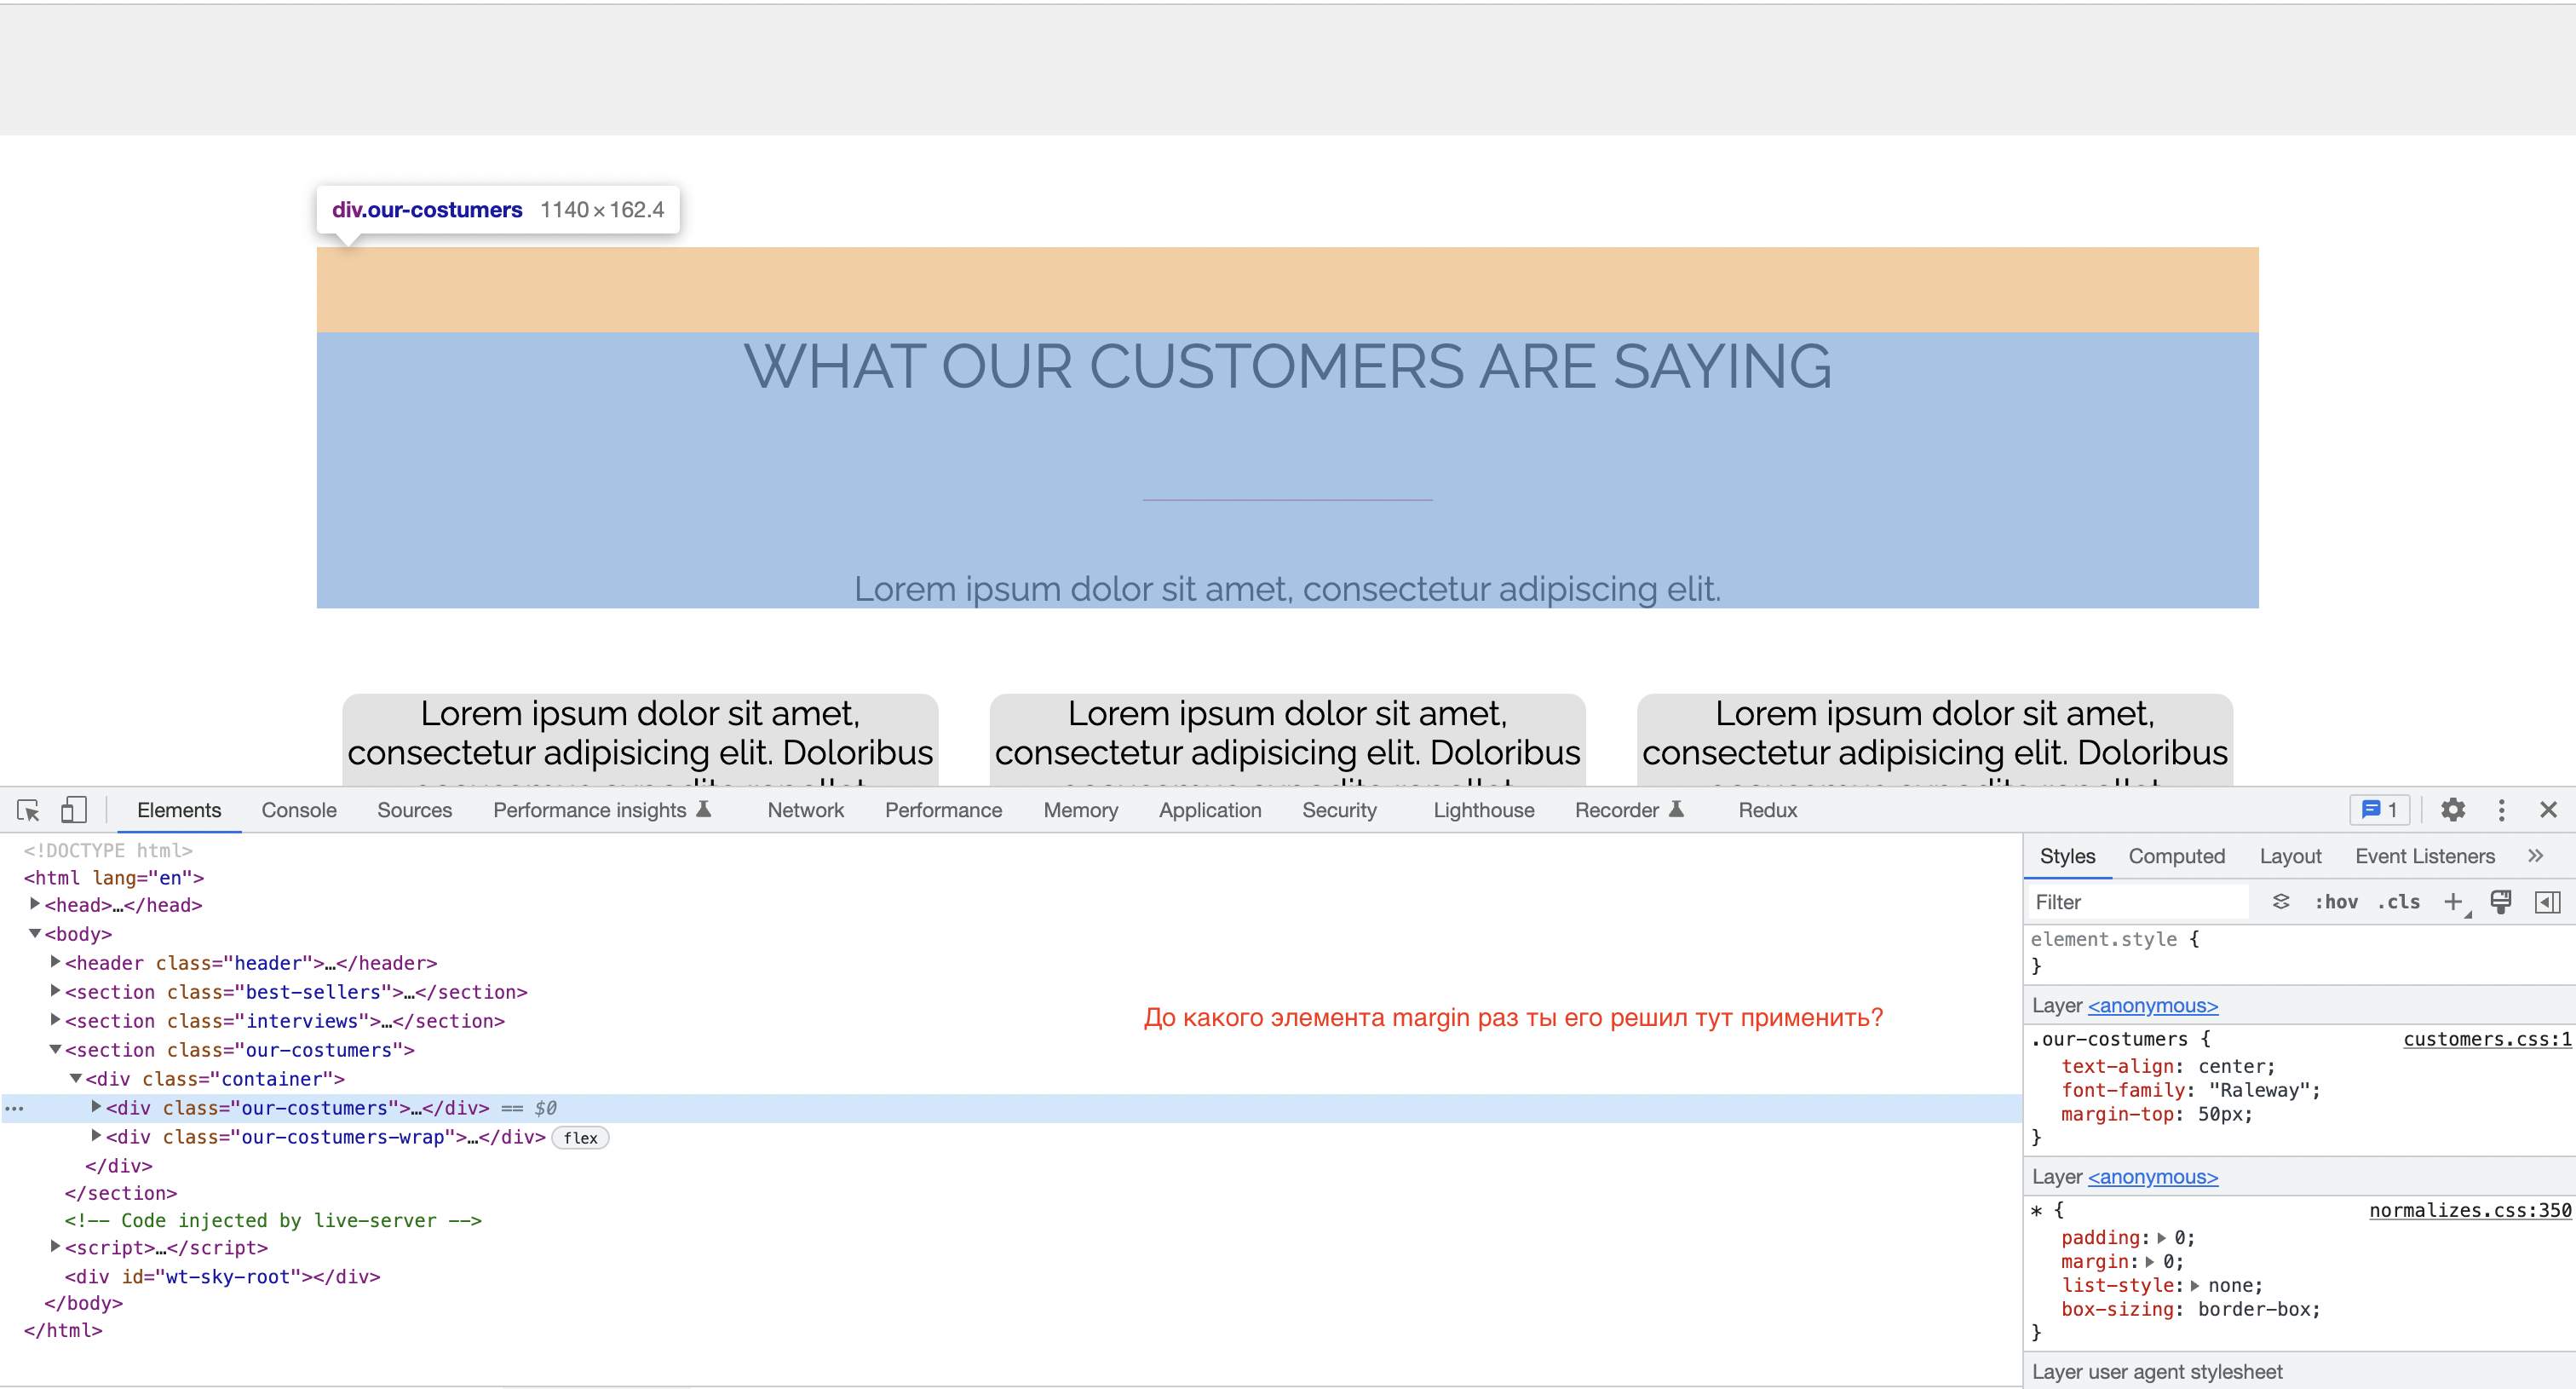 div.our-costumers 1140×162.4
WHAT OUR CUSTOMERS ARE SAYING
Lorem ipsum dolor sit amet, consectetur adipiscing elit.
Lorem ipsum dolor sit amet, Lorem ipsum dolor sit amet, Lorem ipsum dolor sit amet,
consectetur adipisicing elit. Doloribus consectetur adipisicing elit. Doloribus consectetur adipisicing elit. Doloribus
Elements Console Sources Performance insights Network Performance Memory Application Security Lighthouse Recorder Redux 1
<!DOCTYPE html>
<html lang="en">
<head>…</head>
<body>
<header class="header">…</header>
<section class="best-sellers">…</section>
<section class="interviews">…</section>
<section class="our-costumers">
<div class="container">
<div class="our-costumers">…</div> == $0
<div class="our-costumers-wrap">…</div> flex
</div>
</section>
<!-- Code injected by live-server -->
<script>…</script>
<div id="wt-sky-root"></div>
</body>
</html>
До какого элемента margin раз ты его решил тут применить?
Styles Computed Layout Event Listeners »
Filter :hov .cls +
element.style {
}
Layer <anonymous>
.our-costumers { customers.css:1
text-align: center;
font-family: "Raleway";
margin-top: 50px;
}
Layer <anonymous>
* { normalizes.css:350
padding: 0;
margin: 0;
list-style: none;
box-sizing: border-box;
}
Layer user agent stylesheet